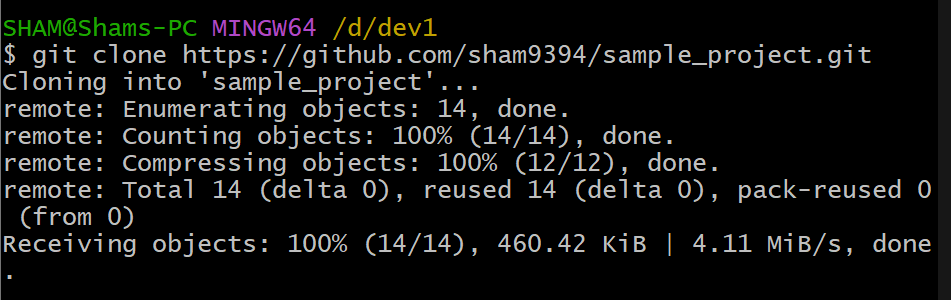 SHAM@Shams-PC MINGW64 /d/dev1
$ git clone https://github.com/sham9394/sample_project.git
Cloning into 'sample_project'...
remote: Enumerating objects: 14, done.
remote: Counting objects: 100% (14/14), done.
remote: Compressing objects: 100% (12/12), done.
remote: Total 14 (delta 0), reused 14 (delta 0), pack-reused 0
 (from 0)
Receiving objects: 100% (14/14), 460.42 KiB | 4.11 MiB/s, done
.